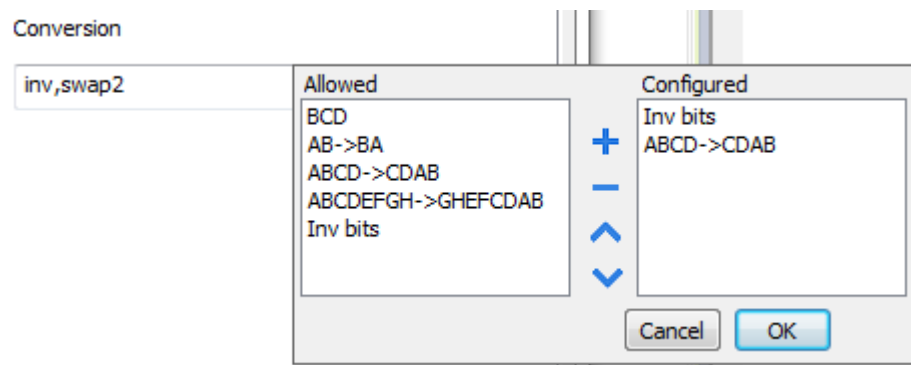 Conversion
inv,swap2
Allowed
BCD
AB->BA
ABCD->CDAB
ABCDEFGH->GHEFCDAB
Inv bits
Configured
Inv bits
ABCD->CDAB
Cancel
OK